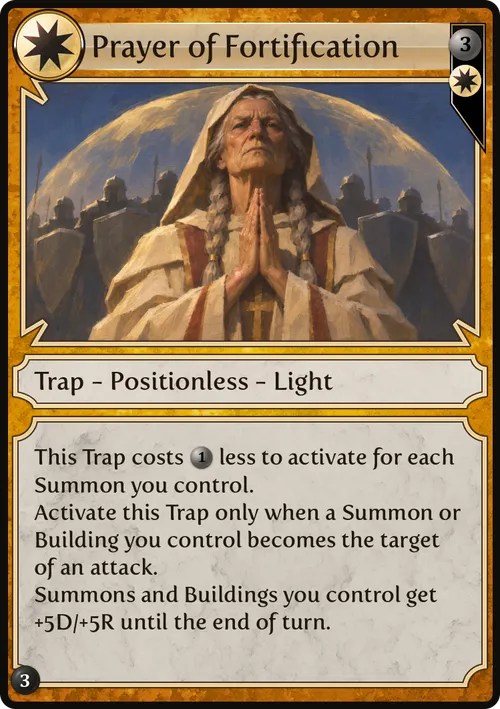 Prayer of Fortification
3
Trap – Positionless – Light
This Trap costs 1 less to activate for each
Summon you control.
Activate this Trap only when a Summon or
Building you control becomes the target
of an attack.
Summons and Buildings you control get
+5D/+5R until the end of turn.
3